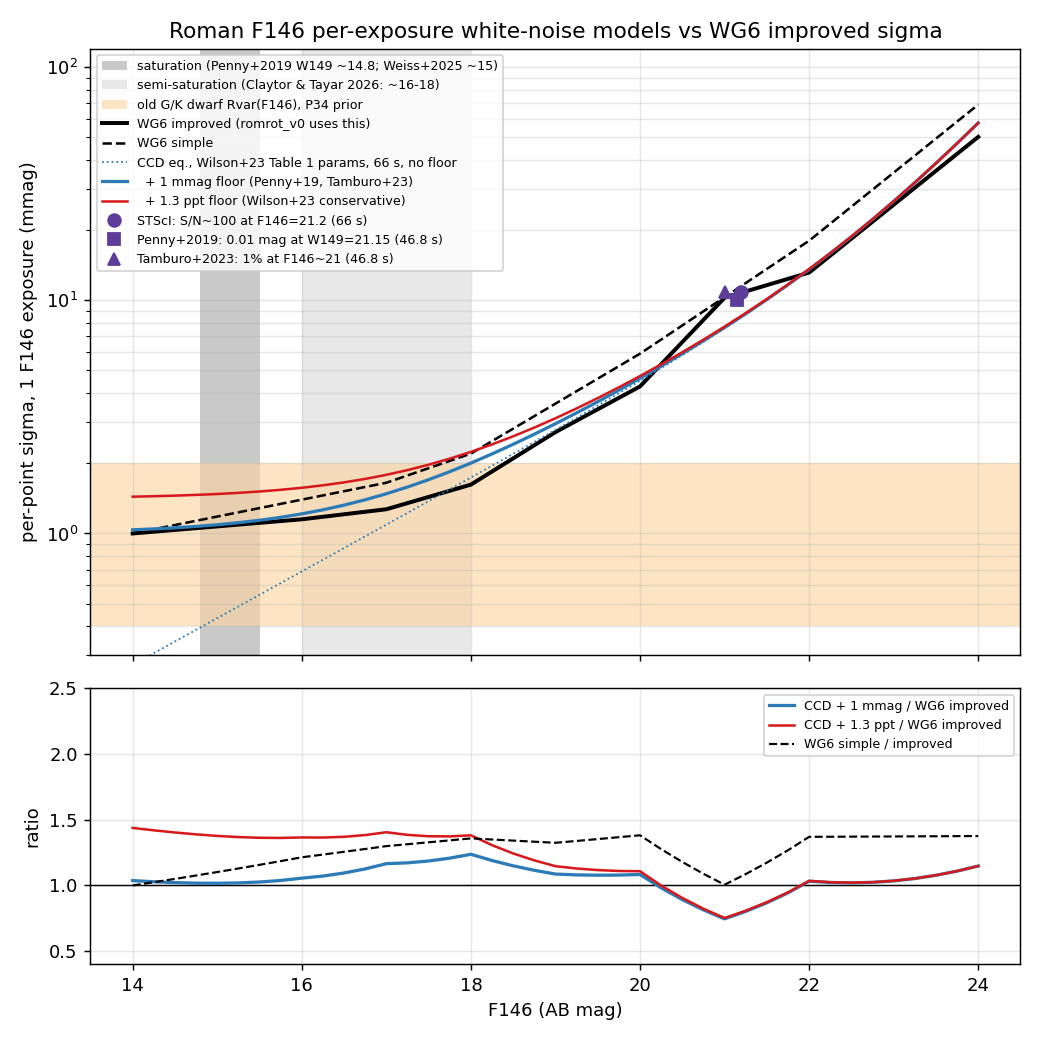 Roman F146 per-exposure white-noise models vs WG6 improved sigma
per-point sigma, 1 F146 exposure (mmag)
10²
10¹
10⁰
saturation (Penny+2019 W149 ~14.8; Weiss+2025 ~15)
semi-saturation (Claytor & Tayar 2026: ~16-18)
old G/K dwarf Rvar(F146), P34 prior
WG6 improved (romrot_v0 uses this)
WG6 simple
CCD eq., Wilson+23 Table 1 params, 66 s, no floor
+ 1 mmag floor (Penny+19, Tamburo+23)
+ 1.3 ppt floor (Wilson+23 conservative)
STScI: S/N~100 at F146=21.2 (66 s)
Penny+2019: 0.01 mag at W149=21.15 (46.8 s)
Tamburo+2023: 1% at F146~21 (46.8 s)
ratio
2.5
2.0
1.5
1.0
0.5
CCD + 1 mmag / WG6 improved
CCD + 1.3 ppt / WG6 improved
WG6 simple / improved
14 16 18 20 22 24
F146 (AB mag)